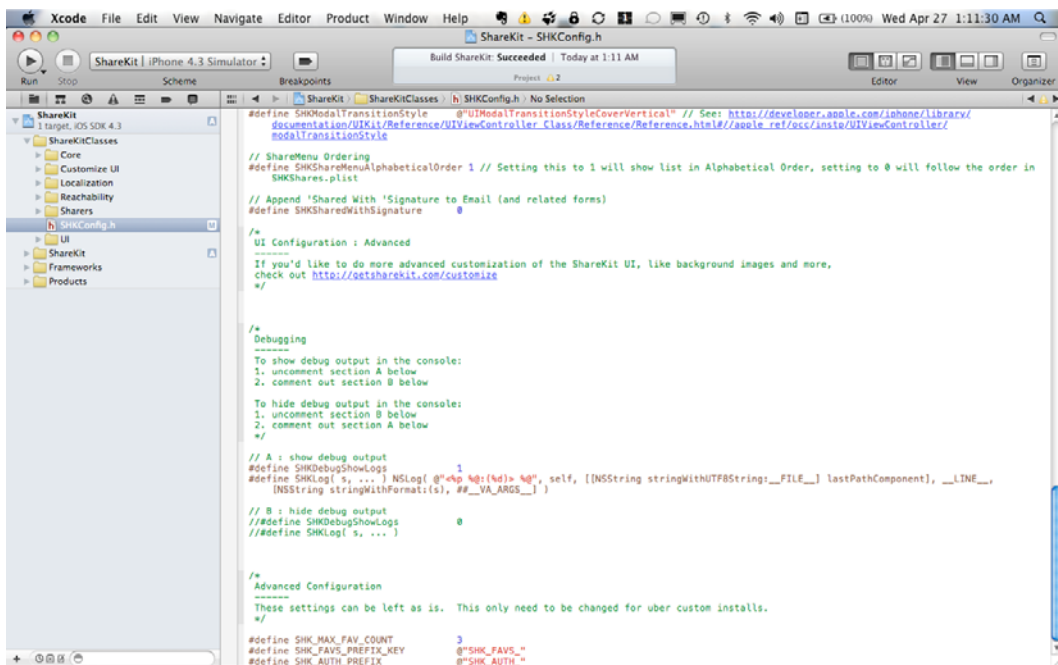 Xcode File Edit View Navigate Editor Product Window Help (100%) Wed Apr 27 1:11:30 AM
ShareKit – SHKConfig.h
ShareKit iPhone 4.3 Simulator
Build ShareKit: Succeeded | Today at 1:11 AM
Project 2
Run Stop Scheme Breakpoints Editor View Organizer
ShareKit ShareKitClasses h SHKConfig.h No Selection
ShareKit
1 target, iOS SDK 4.3
ShareKitClasses
Core
Customize UI
Localization
Reachability
Sharers
h SHKConfig.h M
UI
ShareKit A
Frameworks
Products
#define SHKModalTransitionStyle @"UIModalTransitionStyleCoverVertical" // See: http://developer.apple.com/iphone/library/
documentation/UIKit/Reference/UIViewController_Class/Reference/Reference.html#//apple_ref/occ/instp/UIViewController/
modalTransitionStyle
// ShareMenu Ordering
#define SHKShareMenuAlphabeticalOrder 1 // Setting this to 1 will show list in Alphabetical Order, setting to 0 will follow the order in
SHKShares.plist
// Append 'Shared With 'Signature to Email (and related forms)
#define SHKSharedWithSignature 0
/*
UI Configuration : Advanced
------
If you'd like to do more advanced customization of the ShareKit UI, like background images and more,
check out http://getsharekit.com/customize
*/
/*
Debugging
------
To show debug output in the console:
1. uncomment section A below
2. comment out section B below
To hide debug output in the console:
1. uncomment section B below
2. comment out section A below
*/
// A : show debug output
#define SHKDebugShowLogs 1
#define SHKLog( s, ... ) NSLog( @"<%p %@:(%d)> %@", self, [[NSString stringWithUTF8String:__FILE__] lastPathComponent], __LINE__,
[NSString stringWithFormat:(s), ##__VA_ARGS__] )
// B : hide debug output
//#define SHKDebugShowLogs 0
//#define SHKLog( s, ... )
/*
Advanced Configuration
------
These settings can be left as is. This only need to be changed for uber custom installs.
*/
#define SHK_MAX_FAV_COUNT 3
#define SHK_FAVS_PREFIX_KEY @"SHK_FAVS_"
#define SHK_AUTH_PREFIX @"SHK_AUTH_"